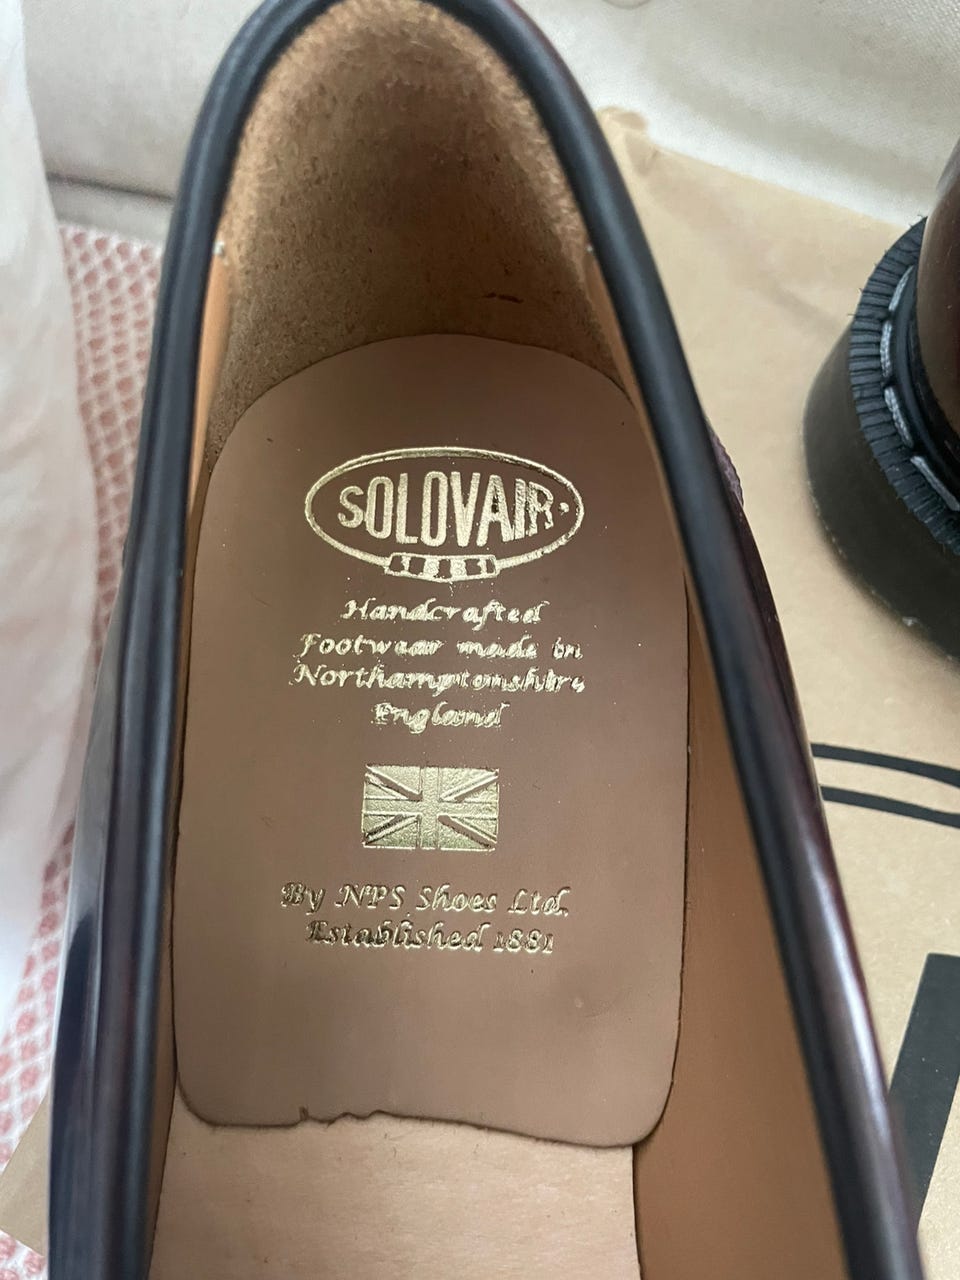 SOLOVAIR
1881
Handcrafted
Footwear made in
Northamptonshire
England
By NPS Shoes Ltd.
Established 1881